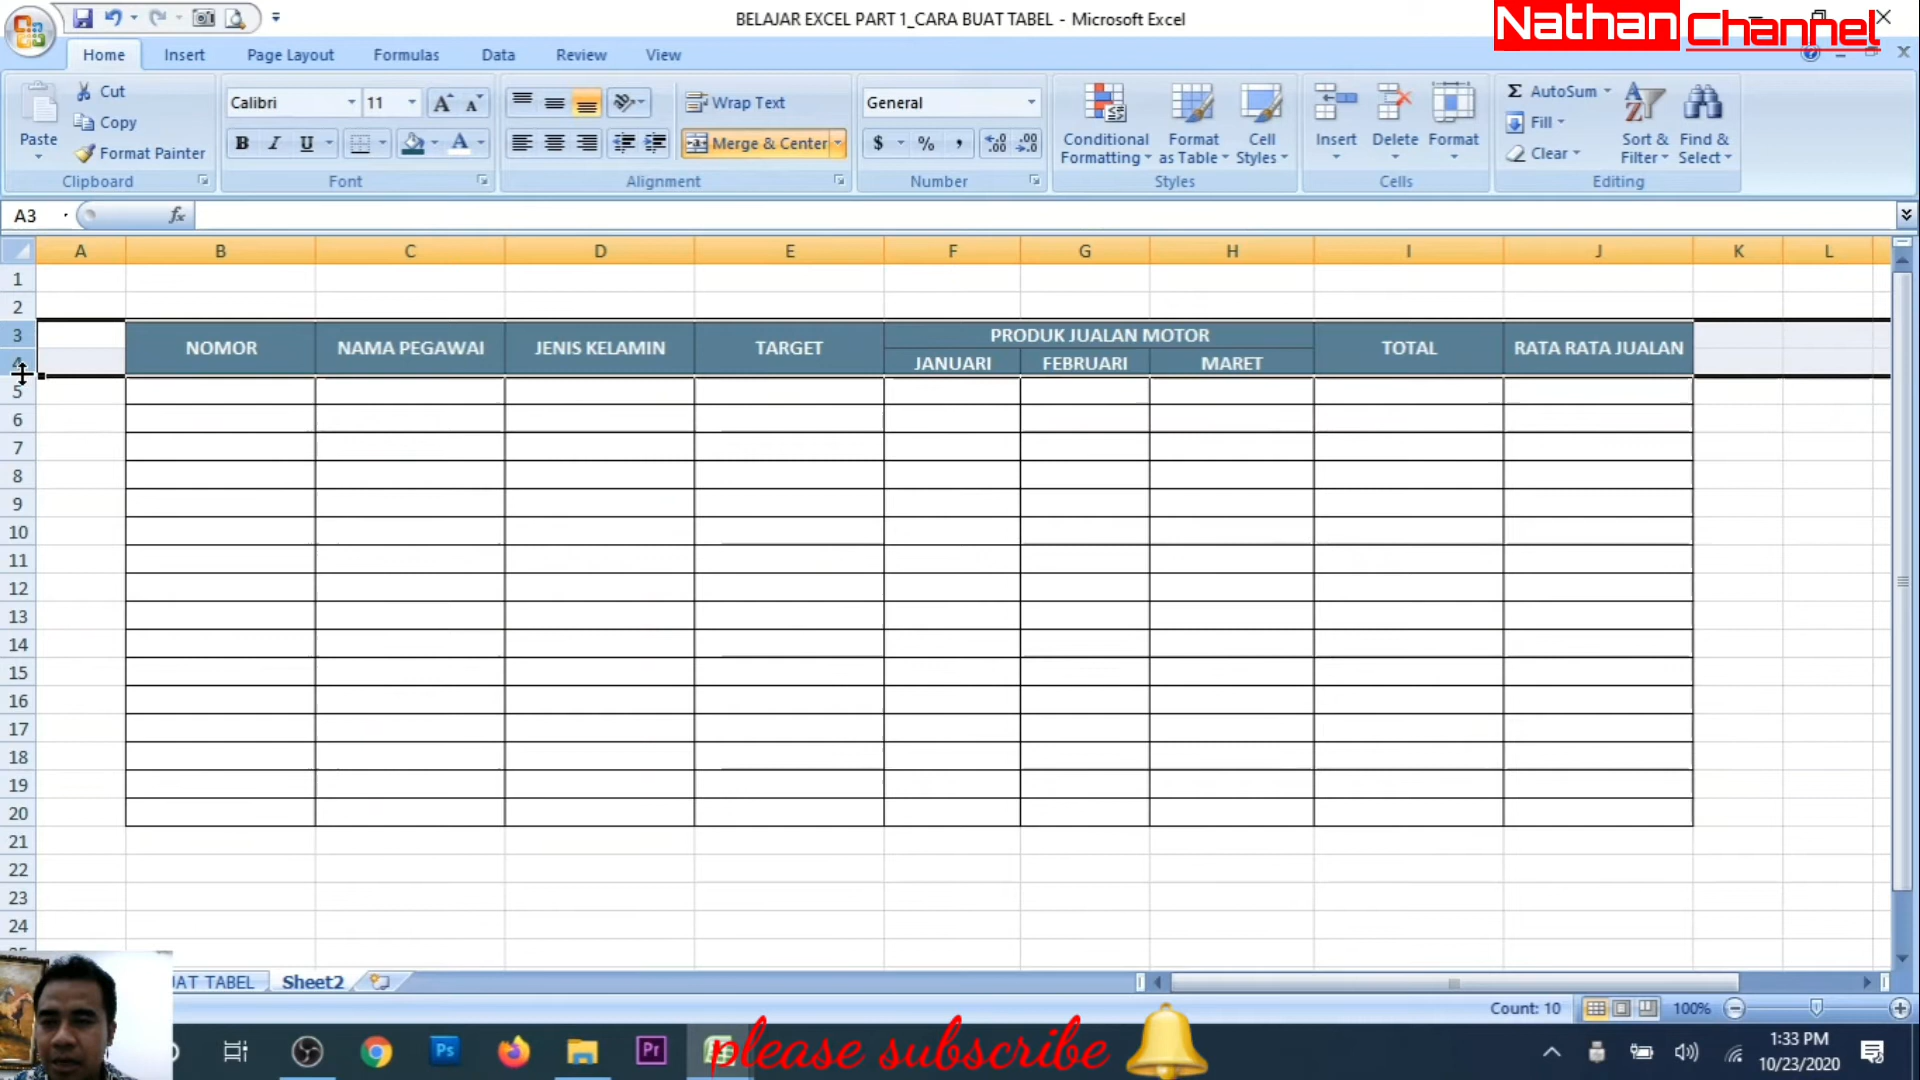 BELAJAR EXCEL PART 1_CARA BUAT TABEL - Microsoft Excel
Nathan Channel
Home Insert Page Layout Formulas Data Review View
Paste
Cut
Copy
Format Painter
Clipboard
Calibri 11
B I U
Font
Wrap Text
Merge & Center
Alignment
General
$ % ,
Number
Conditional Formatting
Format as Table
Cell Styles
Styles
Insert Delete Format
Cells
Σ AutoSum
Fill
Clear
Sort & Filter
Find & Select
Editing
A3 fx
A B C D E F G H I J K L
1
2
3
4
5
6
7
8
9
10
11
12
13
14
15
16
17
18
19
20
21
22
23
24
NOMOR NAMA PEGAWAI JENIS KELAMIN TARGET PRODUK JUALAN MOTOR TOTAL RATA RATA JUALAN
JANUARI FEBRUARI MARET
UAT TABEL Sheet2
Count: 10 100%
Ps Pr
please subscribe
1:33 PM
10/23/2020